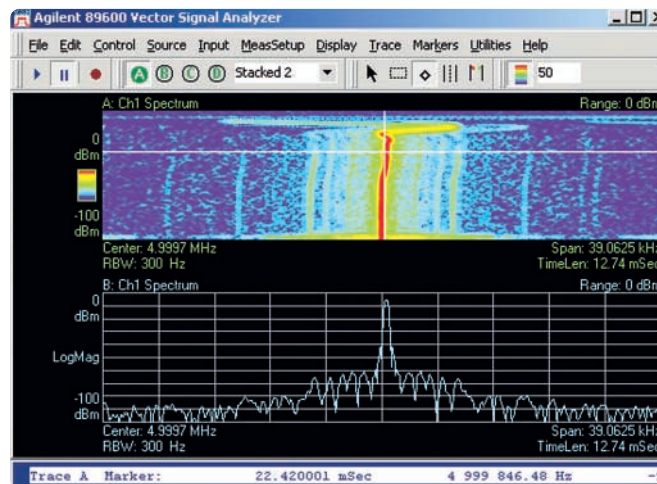 Agilent 89600 Vector Signal Analyzer
File Edit Control Source Input MeasSetup Display Trace Markers Utilities Help
A B C D Stacked 2 50
A: Ch1 Spectrum Range: 0 dBm
0
dBm
-100
dBm
Center: 4.9997 MHz Span: 39.0625 kHz
RBW: 300 Hz TimeLen: 12.74 mSec
B: Ch1 Spectrum Range: 0 dBm
0
dBm
LogMag
-100
dBm
Center: 4.9997 MHz Span: 39.0625 kHz
RBW: 300 Hz TimeLen: 12.74 mSec
Trace A Marker: 22.420001 mSec 4 999 846.48 Hz